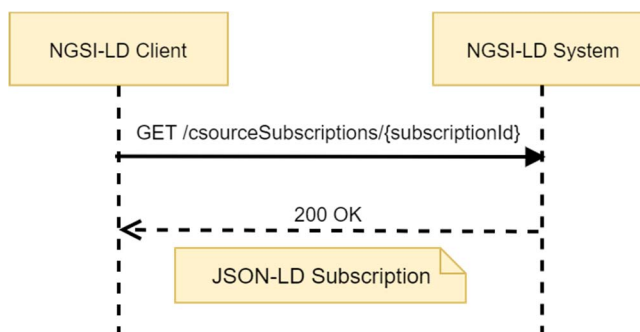 NGSI-LD Client
NGSI-LD System
GET /csourceSubscriptions/{subscriptionId}
200 OK
JSON-LD Subscription